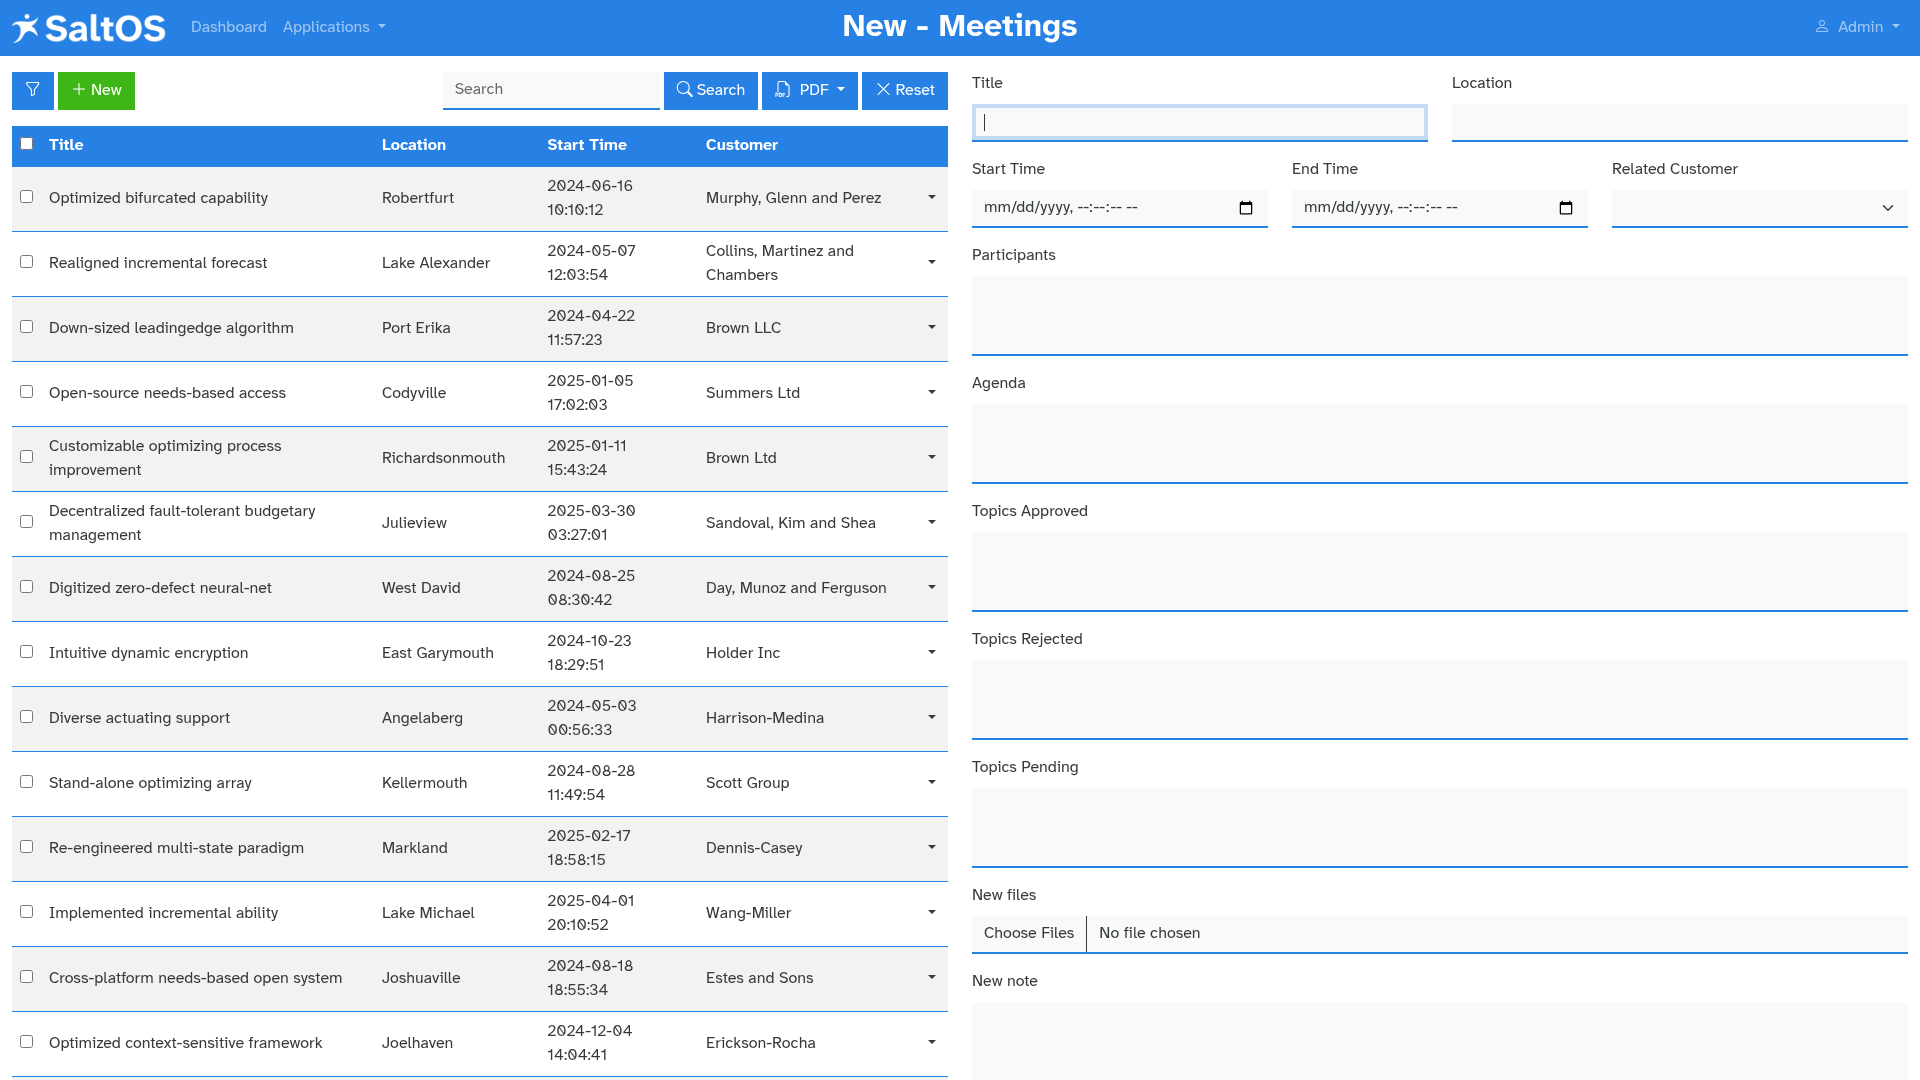 SaltOS
Dashboard
Applications
New - Meetings
Admin
New
Search
Search
PDF
PDF
Reset
Title
Location
Start Time
Customer
Optimized bifurcated capability
Robertfurt
2024-06-16
10:10:12
Murphy, Glenn and Perez
Realigned incremental forecast
Lake Alexander
2024-05-07
12:03:54
Collins, Martinez and
Chambers
Down-sized leadingedge algorithm
Port Erika
2024-04-22
11:57:23
Brown LLC
Open-source needs-based access
Codyville
2025-01-05
17:02:03
Summers Ltd
Customizable optimizing process
improvement
Richardsonmouth
2025-01-11
15:43:24
Brown Ltd
Decentralized fault-tolerant budgetary
management
Julieview
2025-03-30
03:27:01
Sandoval, Kim and Shea
Digitized zero-defect neural-net
West David
2024-08-25
08:30:42
Day, Munoz and Ferguson
Intuitive dynamic encryption
East Garymouth
2024-10-23
18:29:51
Holder Inc
Diverse actuating support
Angelaberg
2024-05-03
00:56:33
Harrison-Medina
Stand-alone optimizing array
Kellermouth
2024-08-28
11:49:54
Scott Group
Re-engineered multi-state paradigm
Markland
2025-02-17
18:58:15
Dennis-Casey
Implemented incremental ability
Lake Michael
2025-04-01
20:10:52
Wang-Miller
Cross-platform needs-based open system
Joshuaville
2024-08-18
18:55:34
Estes and Sons
Optimized context-sensitive framework
Joelhaven
2024-12-04
14:04:41
Erickson-Rocha
Title
Location
Start Time
End Time
Related Customer
mm/dd/yyyy, --:--:-- --
mm/dd/yyyy, --:--:-- --
Participants
Agenda
Topics Approved
Topics Rejected
Topics Pending
New files
Choose Files
No file chosen
New note